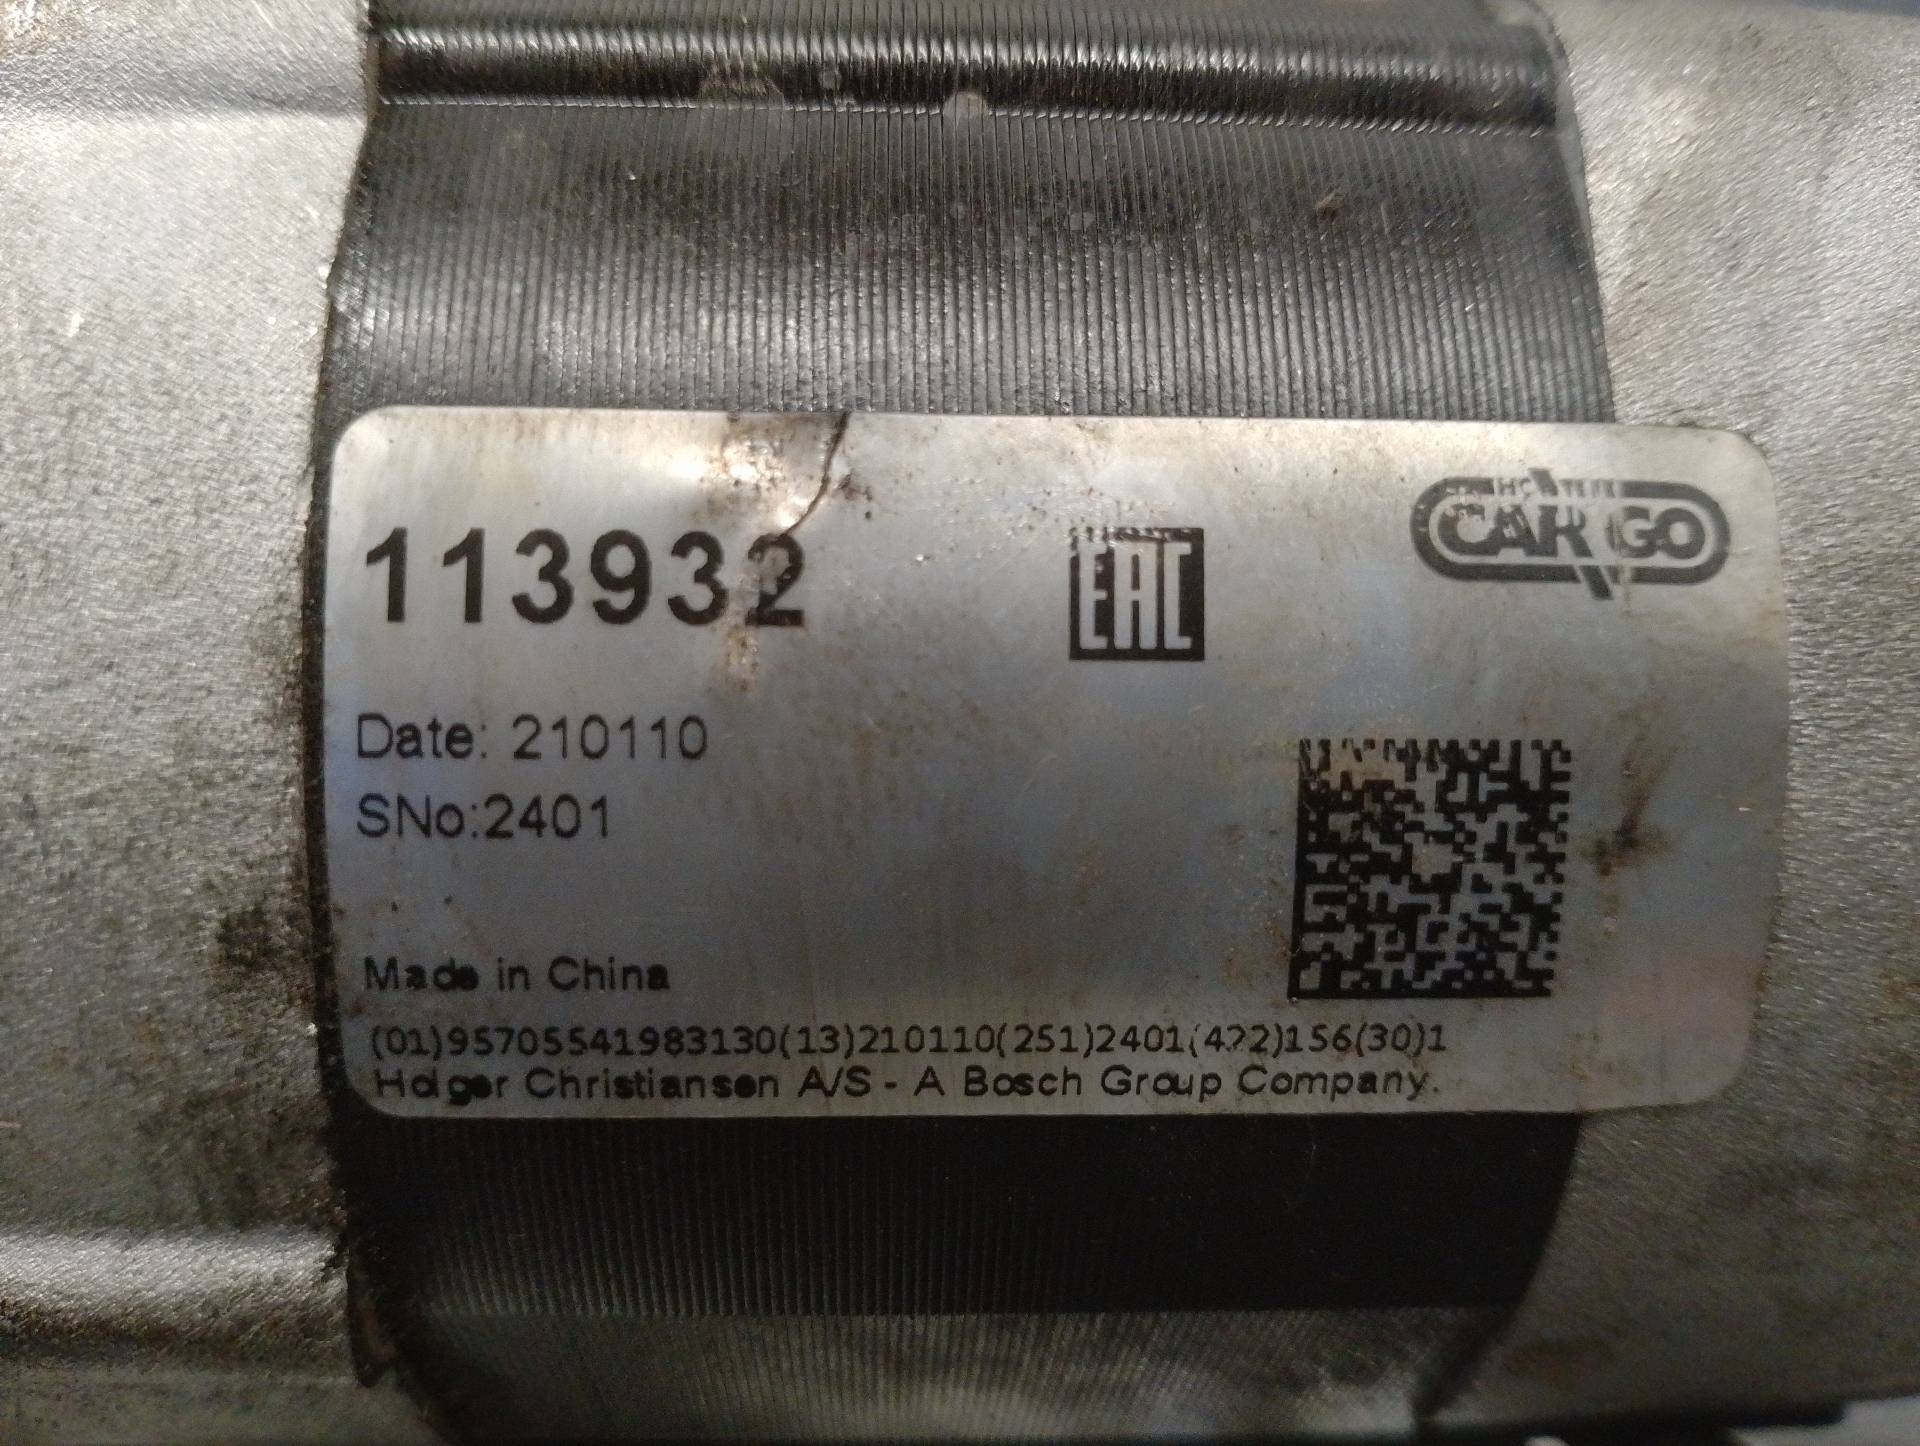 113932
EAC
CARGO
Date: 210110
SNo:2401
Made in China
(01)95705541983130(13)210110(251)2401(422)156(30)1
Holger Christiansen A/S - A Bosch Group Company.